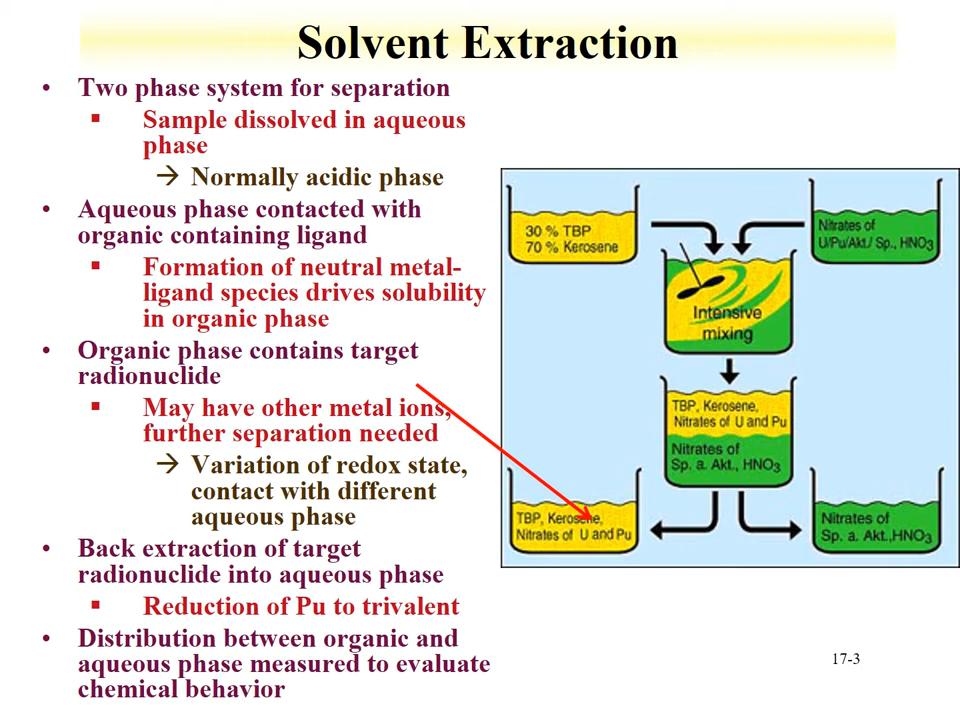 Solvent Extraction
• Two phase system for separation
▪ Sample dissolved in aqueous
phase
→ Normally acidic phase
• Aqueous phase contacted with
organic containing ligand
▪ Formation of neutral metal-
ligand species drives solubility
in organic phase
• Organic phase contains target
radionuclide
▪ May have other metal ions,
further separation needed
→ Variation of redox state,
contact with different
aqueous phase
• Back extraction of target
radionuclide into aqueous phase
▪ Reduction of Pu to trivalent
• Distribution between organic and
aqueous phase measured to evaluate
chemical behavior
30 % TBP
70 % Kerosene
Nitrates of
U/Pu/Akt./ Sp., HNO3
Intensive
mixing
TBP, Kerosene,
Nitrates of U and Pu
Nitrates of
Sp. a. Akt., HNO3
TBP, Kerosene,
Nitrates of U and Pu
Nitrates of
Sp. a. Akt.,HNO3
17-3